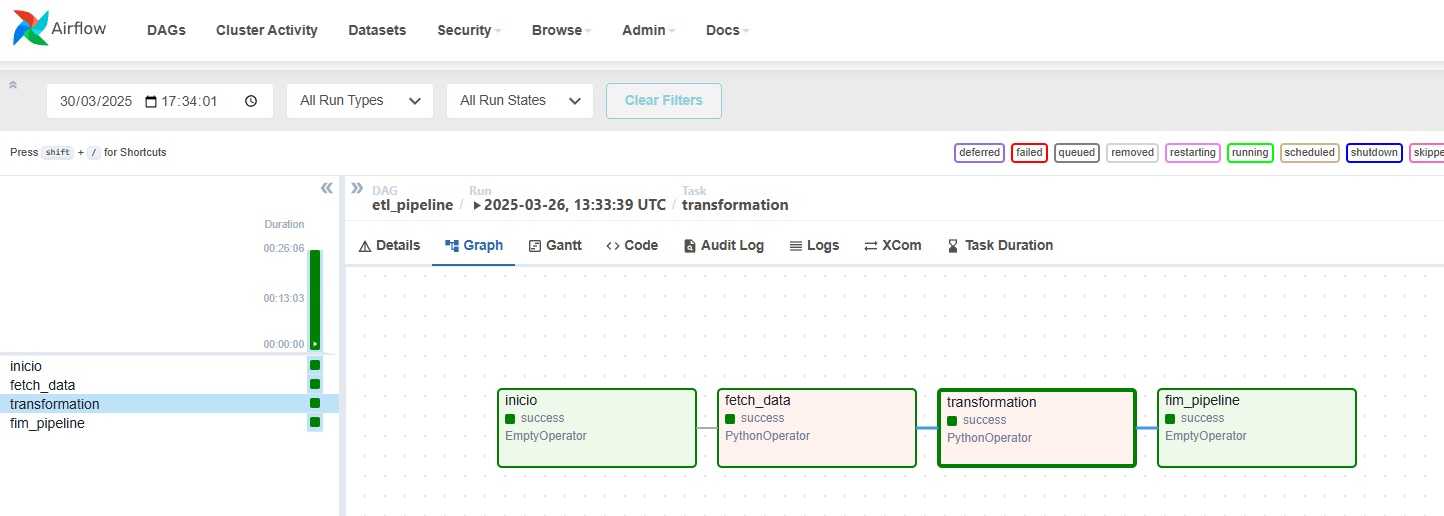 Airflow DAGs Cluster Activity Datasets Security Browse Admin Docs
30/03/2025 17:34:01 All Run Types All Run States Clear Filters
Press shift + / for Shortcuts deferred failed queued removed restarting running scheduled shutdown skippe
DAG Run Task
etl_pipeline / 2025-03-26, 13:33:39 UTC / transformation
Details Graph Gantt Code Audit Log Logs XCom Task Duration
Duration
00:26:06
00:13:03
00:00:00
inicio
fetch_data
transformation
fim_pipeline
inicio
success
EmptyOperator
fetch_data
success
PythonOperator
transformation
success
PythonOperator
fim_pipeline
success
EmptyOperator